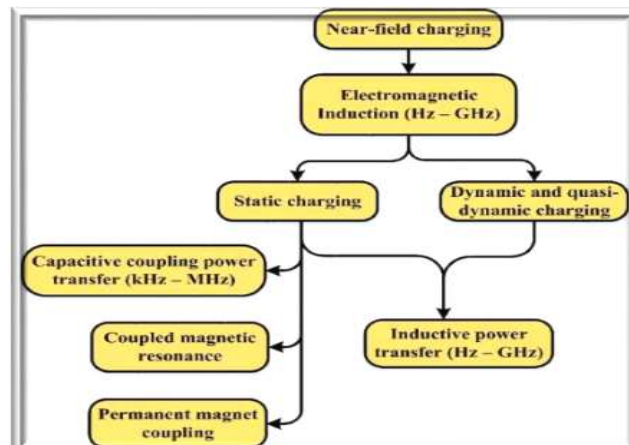 Near-field charging
Electromagnetic
Induction (Hz – GHz)
Static charging
Dynamic and quasi-
dynamic charging
Capacitive coupling power
transfer (kHz – MHz)
Coupled magnetic
resonance
Inductive power
transfer (Hz – GHz)
Permanent magnet
coupling